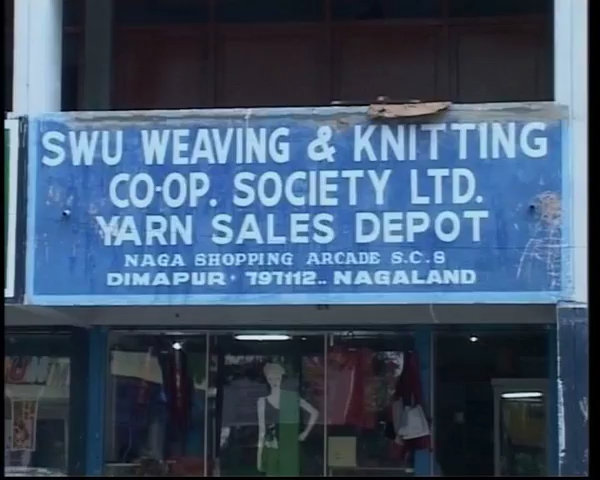 SWU WEAVING & KNITTING
CO-OP. SOCIETY LTD.
YARN SALES DEPOT
NAGA SHOPPING ARCADE S.C.8
DIMAPUR · 797112.. NAGALAND